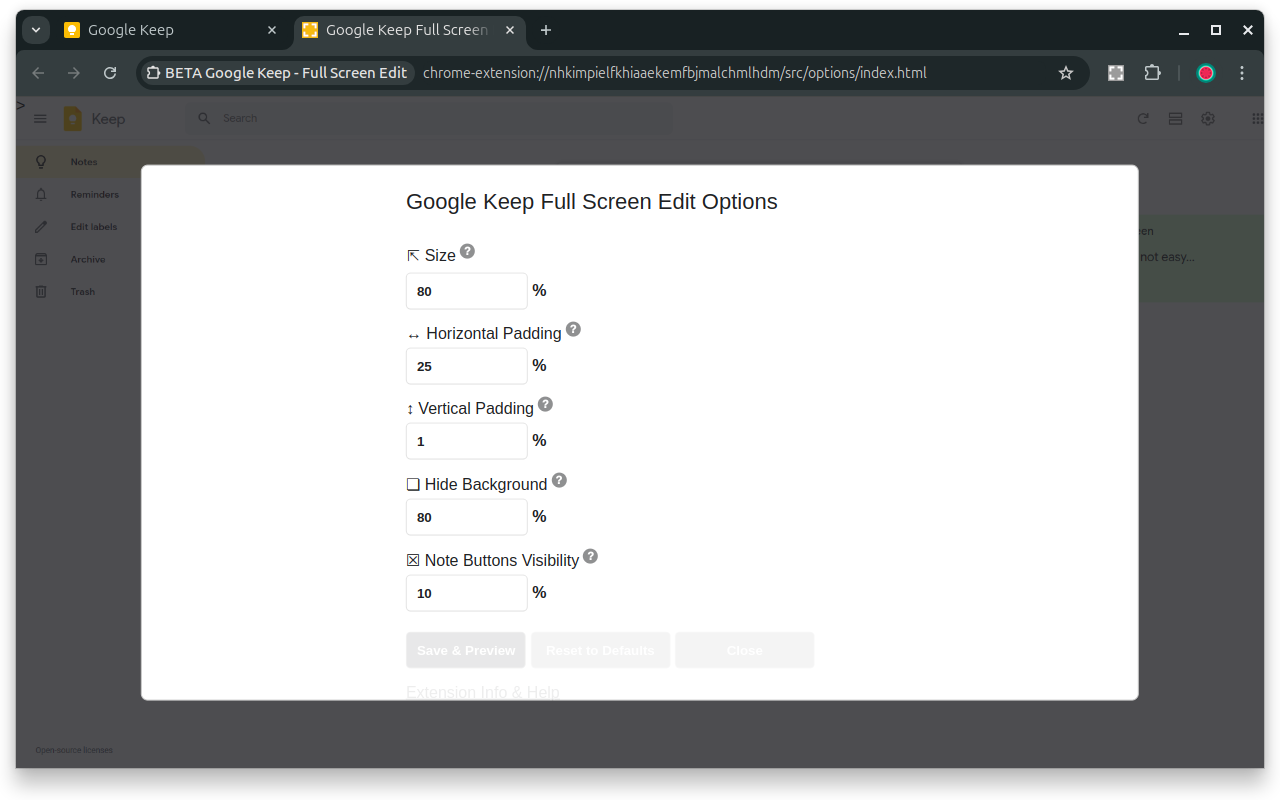 Google Keep
Google Keep Full Screen
BETA Google Keep - Full Screen Edit
chrome-extension://nhkimpielfkhiaaekemfbjmalchmlhdm/src/options/index.html
>
Keep
Search
Notes
Reminders
Edit labels
Archive
Trash
Google Keep Full Screen Edit Options
⇱ Size ?
80 %
↔ Horizontal Padding ?
25 %
↕ Vertical Padding ?
1 %
❏ Hide Background ?
80 %
☒ Note Buttons Visibility ?
10 %
Save & Preview
Reset to Defaults
Close
Extension Info & Help
een
not easy...
Open source licenses